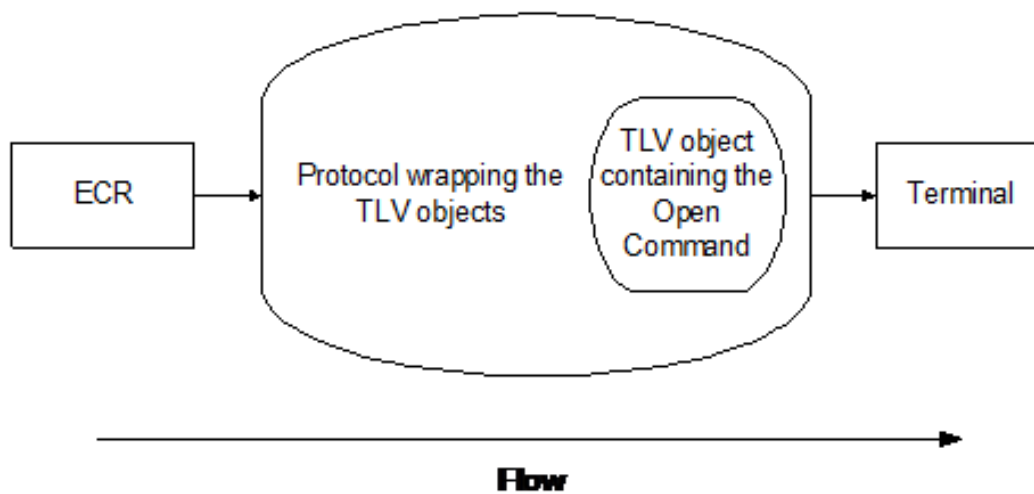 ECR
Protocol wrapping the
TLV objects
TLV object
containing the
Open
Command
Terminal
Flow